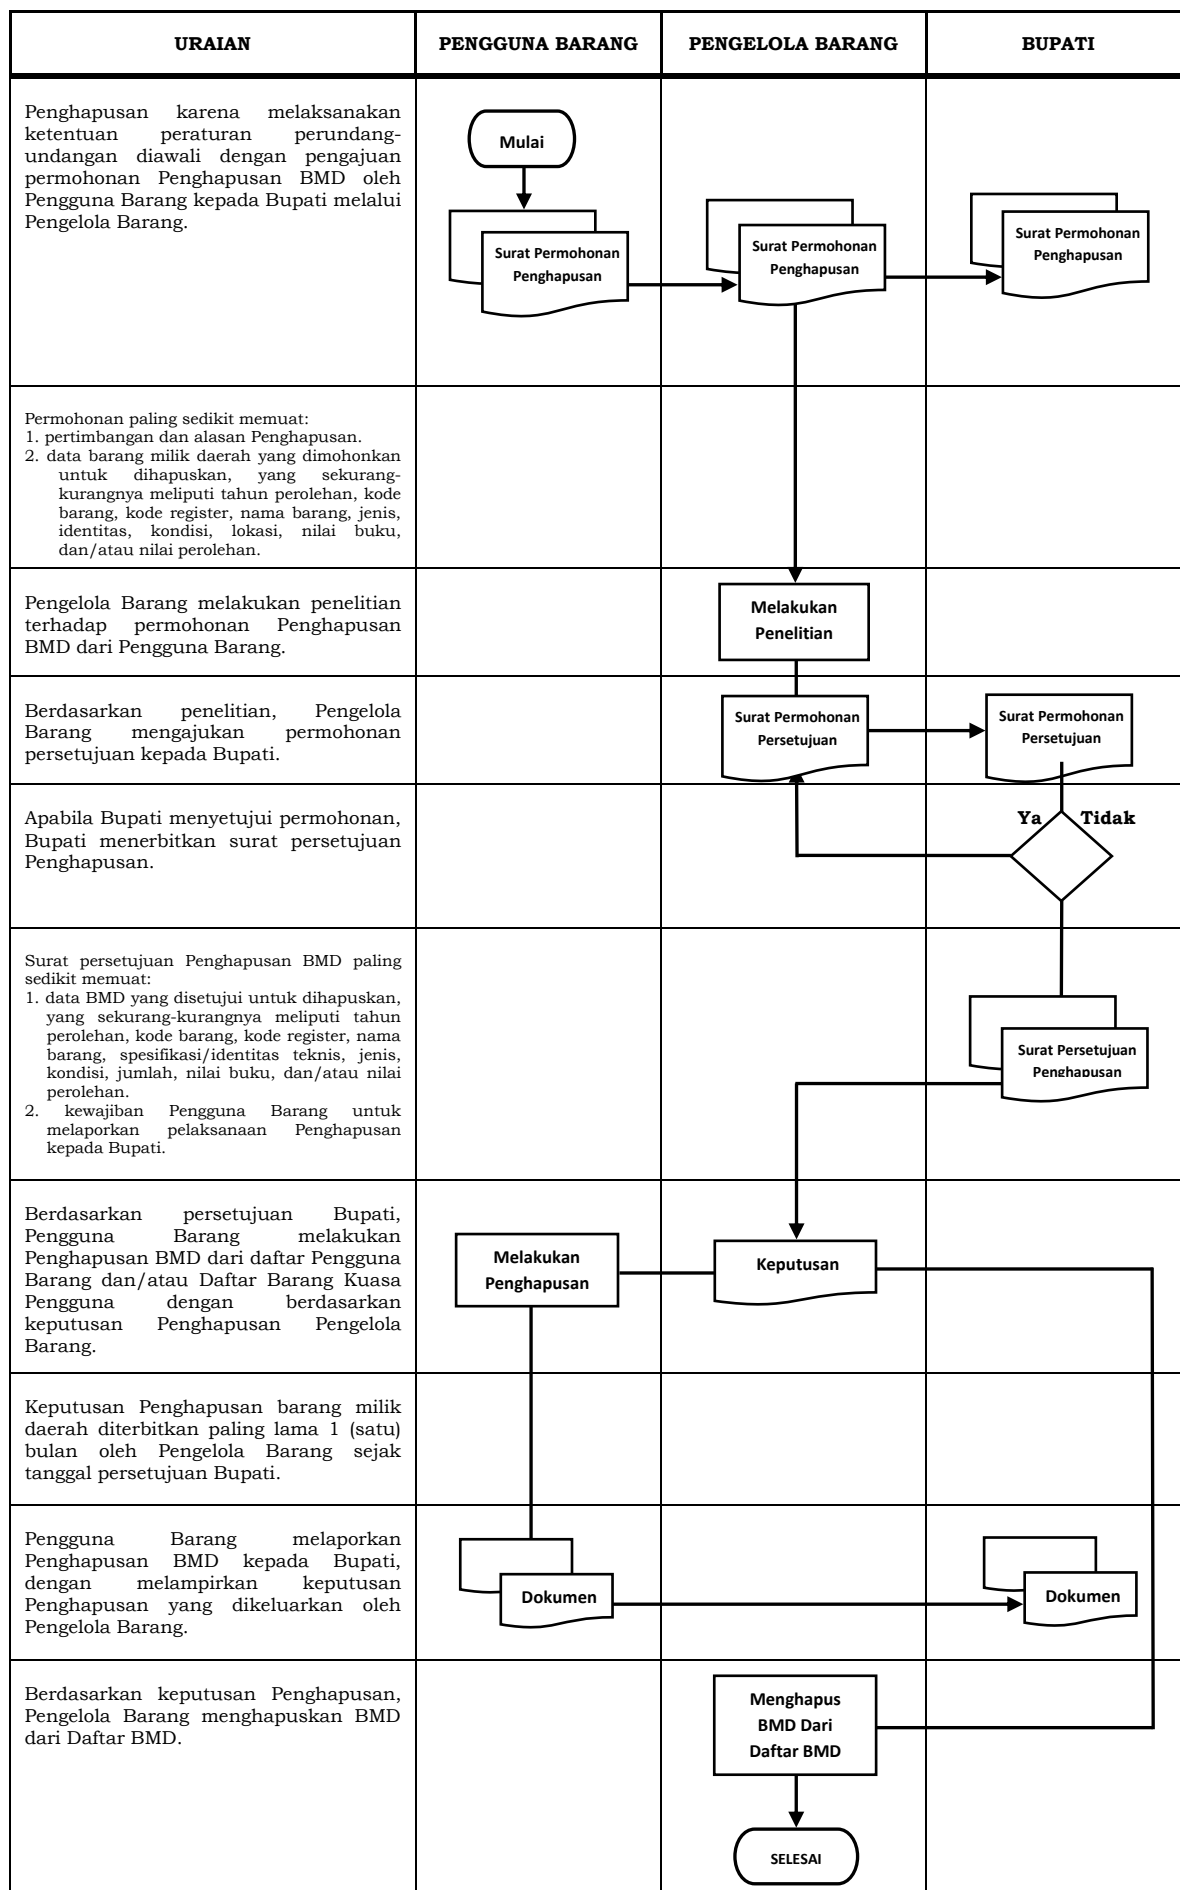 URAIAN
PENGGUNA BARANG
PENGELOLA BARANG
BUPATI
Penghapusan karena melaksanakan
ketentuan peraturan perundang-
undangan diawali dengan pengajuan
permohonan Penghapusan BMD oleh
Pengguna Barang kepada Bupati melalui
Pengelola Barang.
Mulai
Surat Permohonan
Penghapusan
Surat Permohonan
Penghapusan
Surat Permohonan
Penghapusan
Permohonan paling sedikit memuat:
1. pertimbangan dan alasan Penghapusan.
2. data barang milik daerah yang dimohonkan
untuk dihapuskan, yang sekurang-
kurangnya meliputi tahun perolehan, kode
barang, kode register, nama barang, jenis,
identitas, kondisi, lokasi, nilai buku,
dan/atau nilai perolehan.
Pengelola Barang melakukan penelitian
terhadap permohonan Penghapusan
BMD dari Pengguna Barang.
Melakukan
Penelitian
Berdasarkan penelitian, Pengelola
Barang mengajukan permohonan
persetujuan kepada Bupati.
Surat Permohonan
Persetujuan
Surat Permohonan
Persetujuan
Apabila Bupati menyetujui permohonan,
Bupati menerbitkan surat persetujuan
Penghapusan.
Ya
Tidak
Surat persetujuan Penghapusan BMD paling
sedikit memuat:
1. data BMD yang disetujui untuk dihapuskan,
yang sekurang-kurangnya meliputi tahun
perolehan, kode barang, kode register, nama
barang, spesifikasi/identitas teknis, jenis,
kondisi, jumlah, nilai buku, dan/atau nilai
perolehan.
2. kewajiban Pengguna Barang untuk
melaporkan pelaksanaan Penghapusan
kepada Bupati.
Surat Persetujuan
Penghapusan
Berdasarkan persetujuan Bupati,
Pengguna Barang melakukan
Penghapusan BMD dari daftar Pengguna
Barang dan/atau Daftar Barang Kuasa
Pengguna dengan berdasarkan
keputusan Penghapusan Pengelola
Barang.
Melakukan
Penghapusan
Keputusan
Keputusan Penghapusan barang milik
daerah diterbitkan paling lama 1 (satu)
bulan oleh Pengelola Barang sejak
tanggal persetujuan Bupati.
Pengguna Barang melaporkan
Penghapusan BMD kepada Bupati,
dengan melampirkan keputusan
Penghapusan yang dikeluarkan oleh
Pengelola Barang.
Dokumen
Dokumen
Berdasarkan keputusan Penghapusan,
Pengelola Barang menghapuskan BMD
dari Daftar BMD.
Menghapus
BMD Dari
Daftar BMD
SELESAI